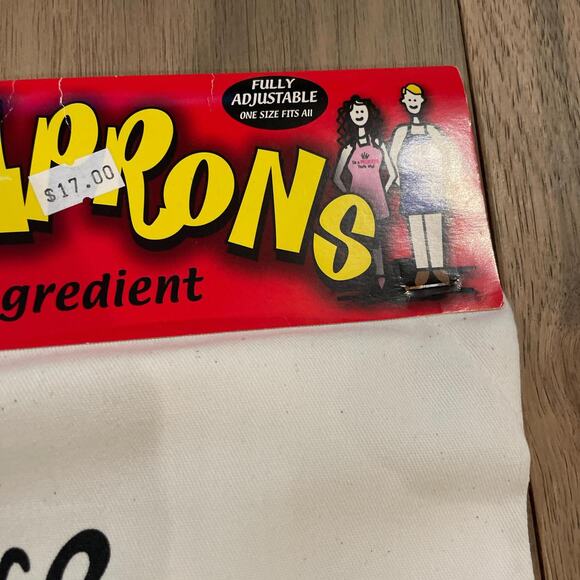 FULLY
ADJUSTABLE
ONE SIZE FITS All
APRONS
$17.00
gredient